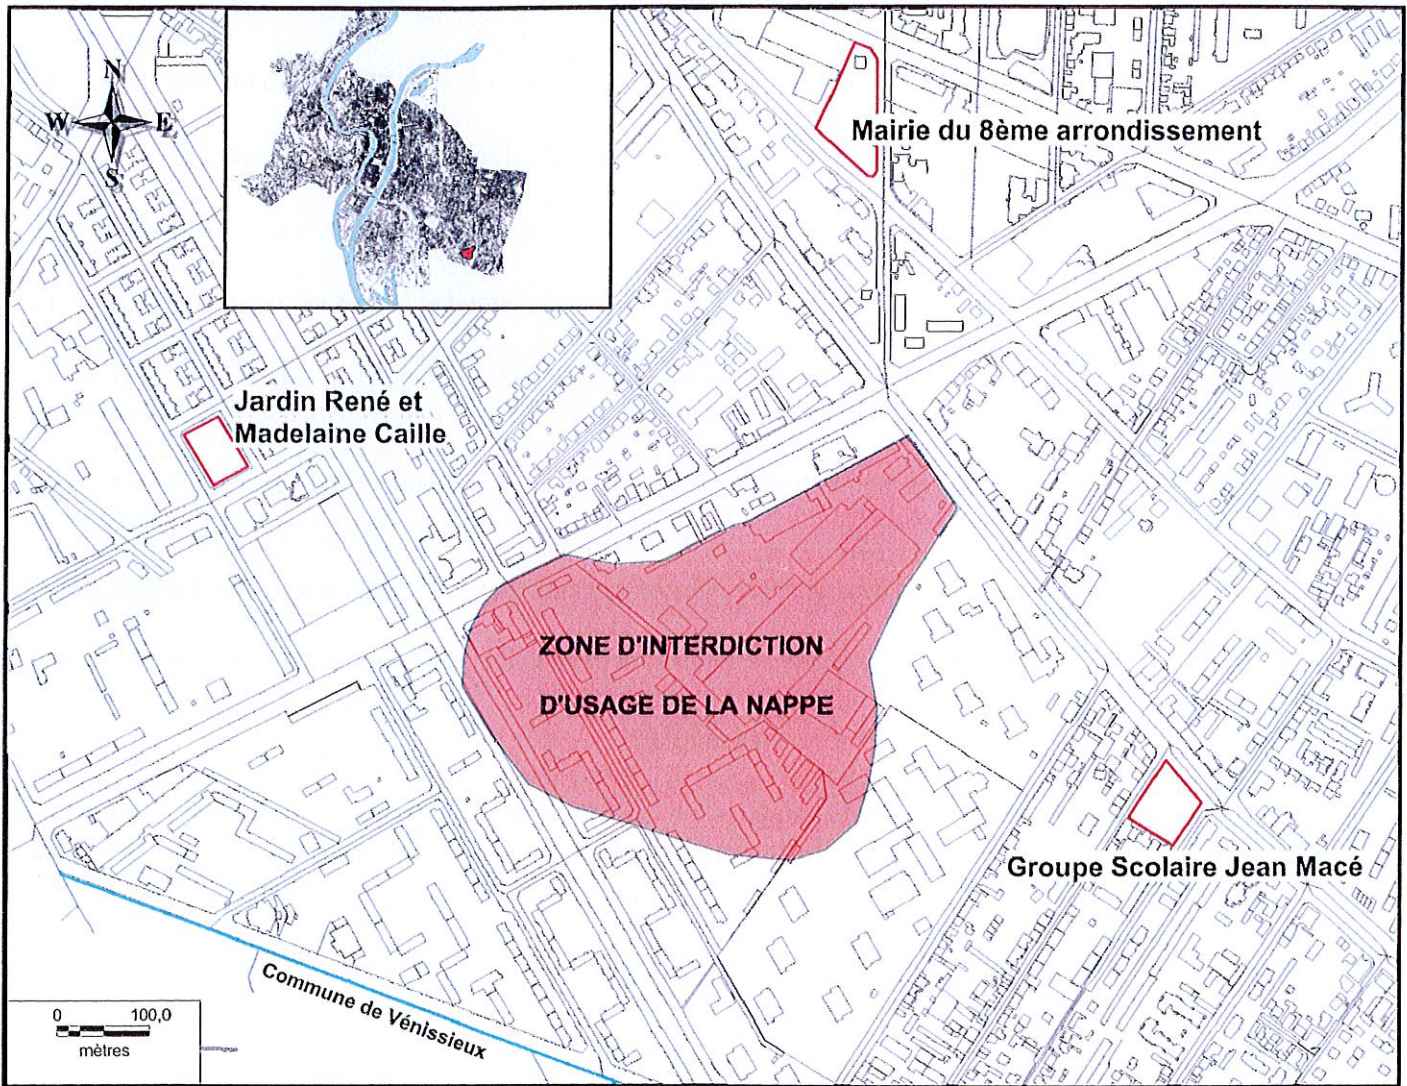 N
W E
S
Mairie du 8ème arrondissement
Jardin René et
Madelaine Caille
ZONE D'INTERDICTION
D'USAGE DE LA NAPPE
Groupe Scolaire Jean Macé
Commune de Vénissieux
0 100,0
mètres